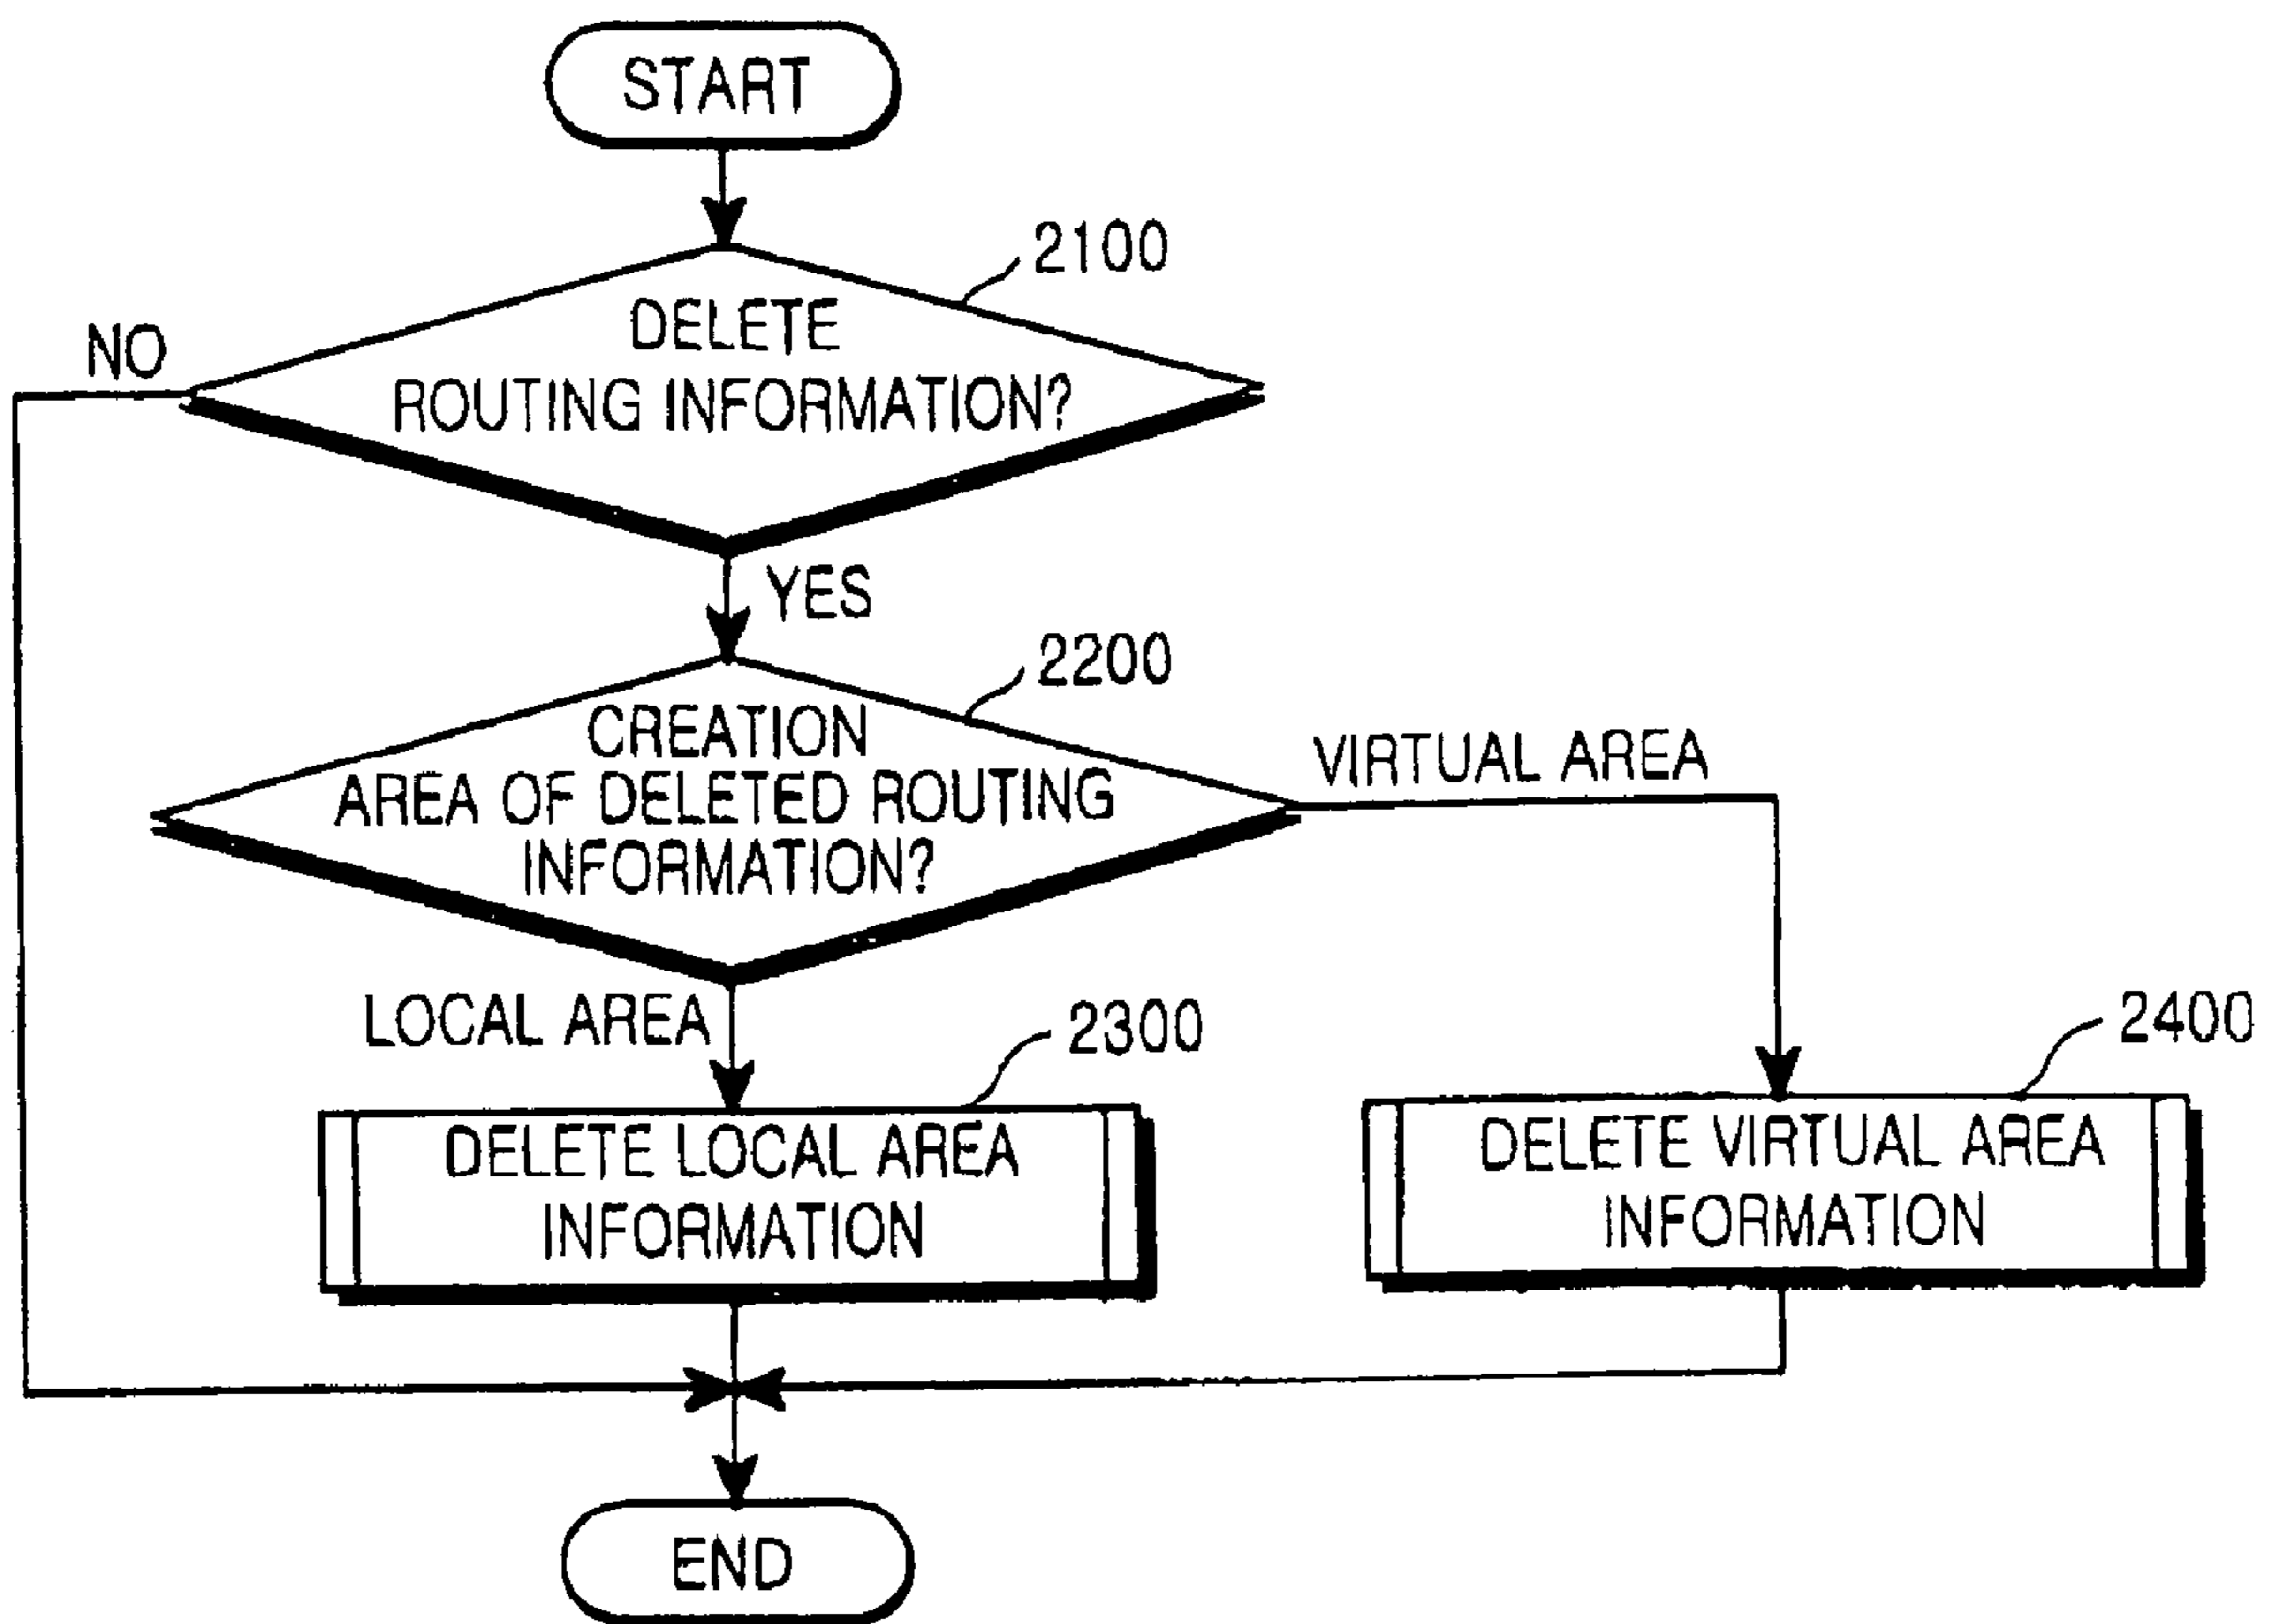 START
2100
DELETE
ROUTING INFORMATION?
NO
YES
2200
CREATION
AREA OF DELETED ROUTING
INFORMATION?
VIRTUAL AREA
LOCAL AREA
2300
DELETE LOCAL AREA
INFORMATION
2400
DELETE VIRTUAL AREA
INFORMATION
END